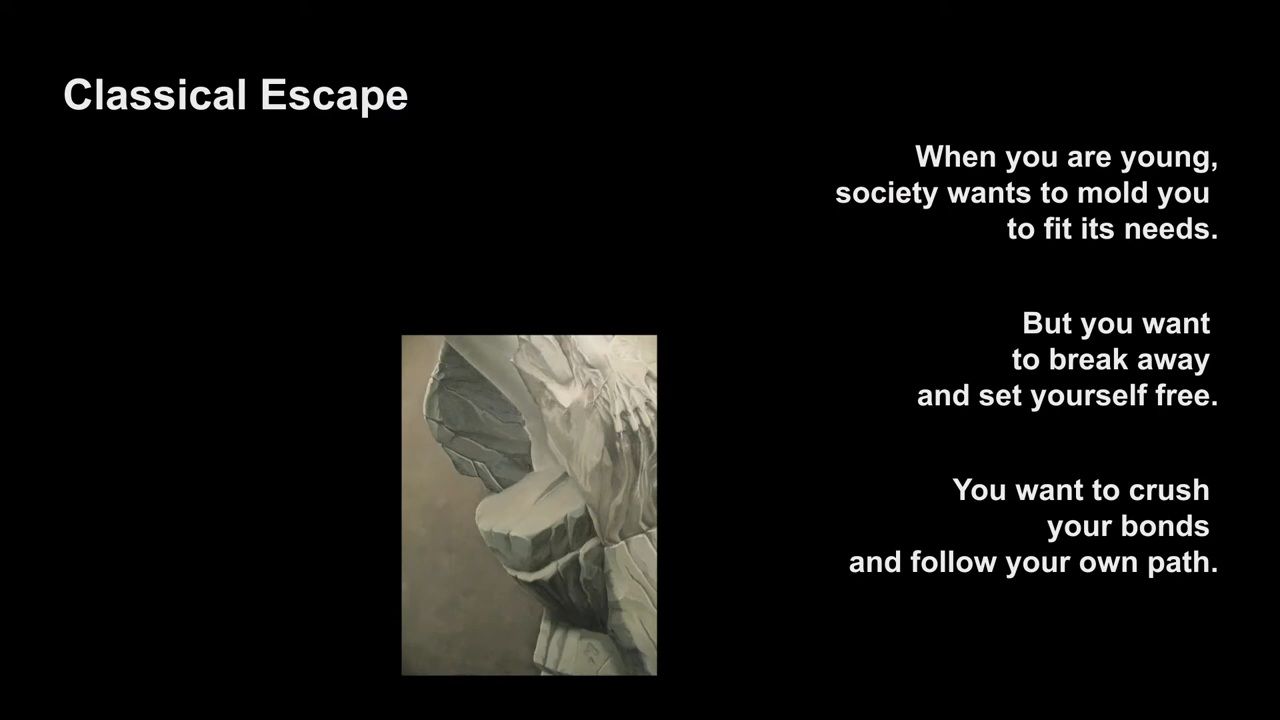 Classical Escape
When you are young,
society wants to mold you
to fit its needs.
But you want
to break away
and set yourself free.
You want to crush
your bonds
and follow your own path.